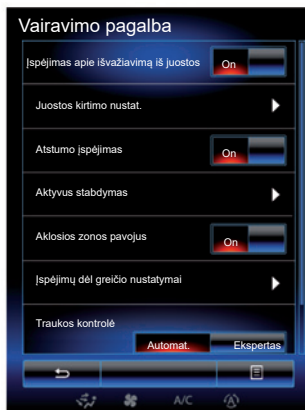 Vairavimo pagalba
Įspėjimas apie išvažiavimą iš juostos On
Juostos kirtimo nustat.
Atstumo įspėjimas On
Aktyvus stabdymas
Aklosios zonos pavojus On
Įspėjimų dėl greičio nustatymai
Traukos kontrolė
Automat. Ekspertas
A/C